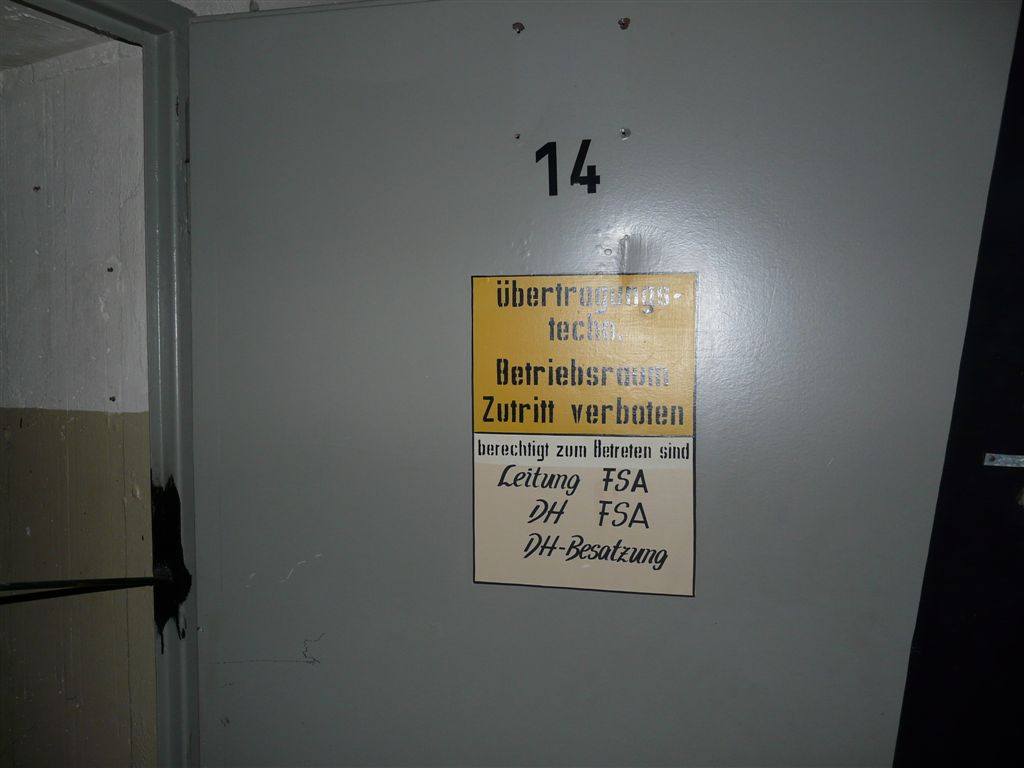 14
Übertragungs-
techn.
Betriebsraum
Zutritt verboten
berechtigt zum Betreten sind
Leitung FSA
DH FSA
DH-Besatzung